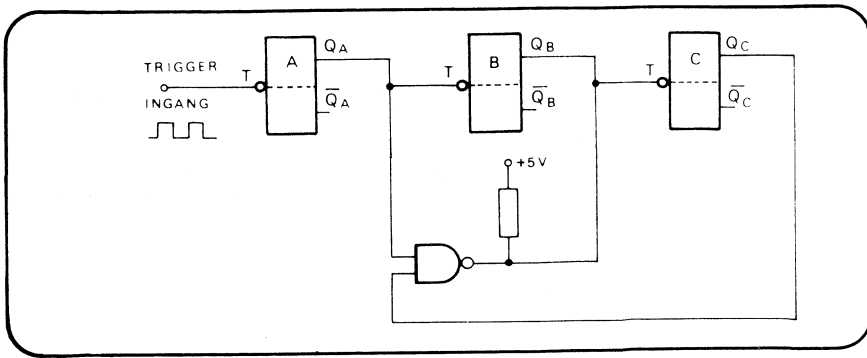 TRIGGER
INGANG
T
A
Q_A
Q̅_A
T
B
Q_B
Q̅_B
T
C
Q_C
Q̅_C
+5V